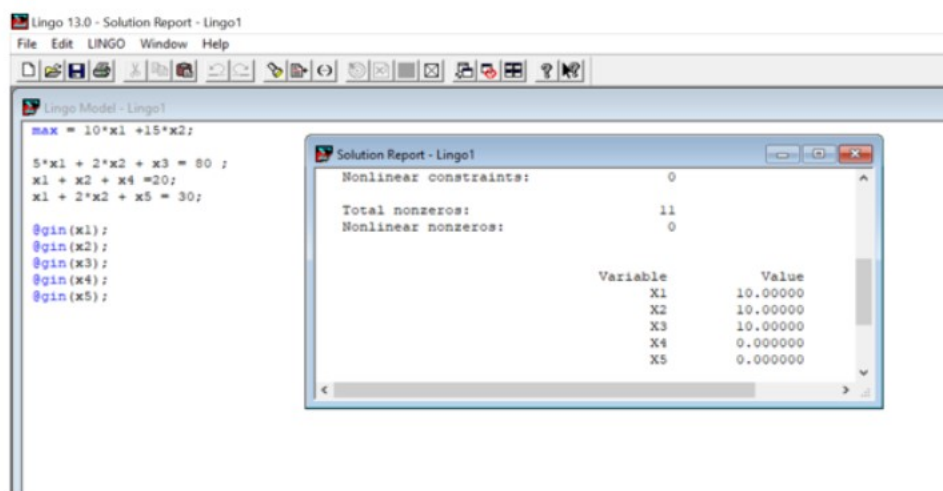 Lingo 13.0 - Solution Report - Lingo1
File Edit LINGO Window Help
Lingo Model - Lingo1
max = 10*x1 +15*x2;
5*x1 + 2*x2 + x3 = 80 ;
x1 + x2 + x4 =20;
x1 + 2*x2 + x5 = 30;
@gin(x1);
@gin(x2);
@gin(x3);
@gin(x4);
@gin(x5);
Solution Report - Lingo1
Nonlinear constraints: 0
Total nonzeros: 11
Nonlinear nonzeros: 0
Variable Value
X1 10.00000
X2 10.00000
X3 10.00000
X4 0.000000
X5 0.000000